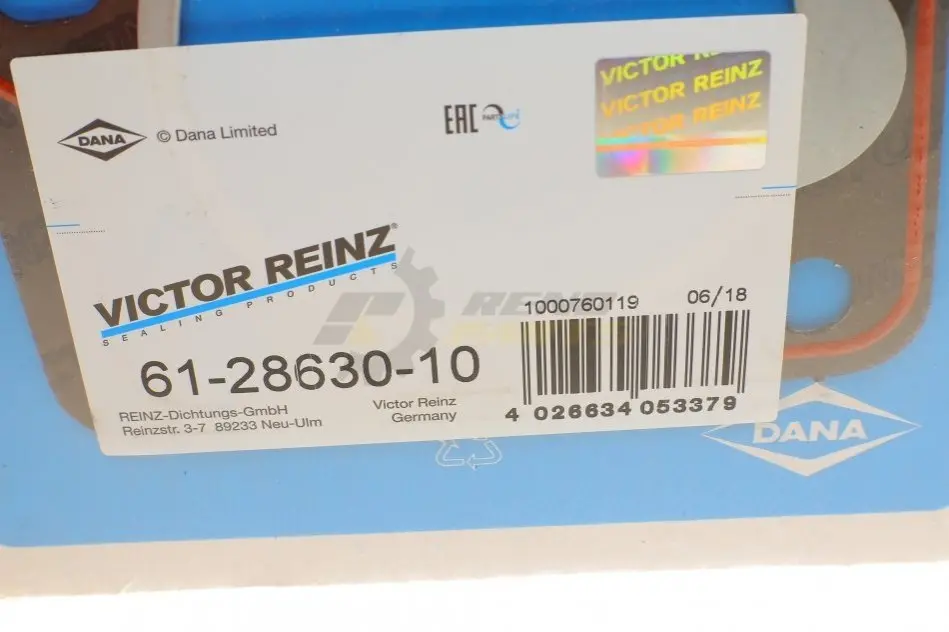 VICTOR REINZ
VICTOR REINZ
VICTOR REINZ
DANA
© Dana Limited
EAC
VICTOR REINZ®
SEALING PRODUCTS
1000760119
06/18
61-28630-10
4 026634 053379
REINZ-Dichtungs-GmbH
Reinzstr. 3-7 89233 Neu-Ulm
Victor Reinz
Germany
DANA